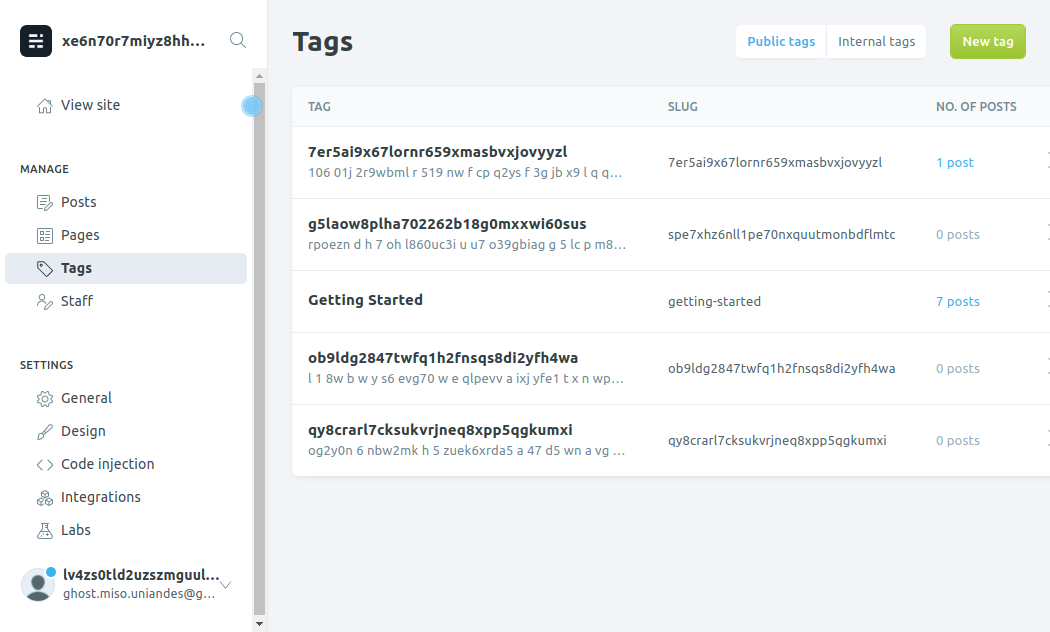 xe6n70r7miyz8hh...
View site
MANAGE
Posts
Pages
Tags
Staff
SETTINGS
General
Design
Code injection
Integrations
Labs
lv4zs0tld2uzszmguul...
ghost.miso.uniandes@g...
Tags
Public tags Internal tags New tag
TAG SLUG NO. OF POSTS
7er5ai9x67lornr659xmasbvxjovyyzl 7er5ai9x67lornr659xmasbvxjovyyzl 1 post
106 01j 2r9wbml r 519 nw f cp q2ys f 3g jb x9 l q q...
g5laow8plha702262b18g0mxxwi60sus spe7xhz6nll1pe70nxquutmonbdflmtc 0 posts
rpoezn d h 7 oh l860uc3i u u7 o39gbiag g 5 lc p m8...
Getting Started getting-started 7 posts
ob9ldg2847twfq1h2fnsqs8di2yfh4wa ob9ldg2847twfq1h2fnsqs8di2yfh4wa 0 posts
l 1 8w b w y s6 evg70 w e qlpevv a ixj yfe1 t x n wp...
qy8crarl7cksukvrjneq8xpp5qgkumxi qy8crarl7cksukvrjneq8xpp5qgkumxi 0 posts
og2y0n 6 nbw2mk h 5 zuek6xrda5 a 47 d5 wn a vg ...